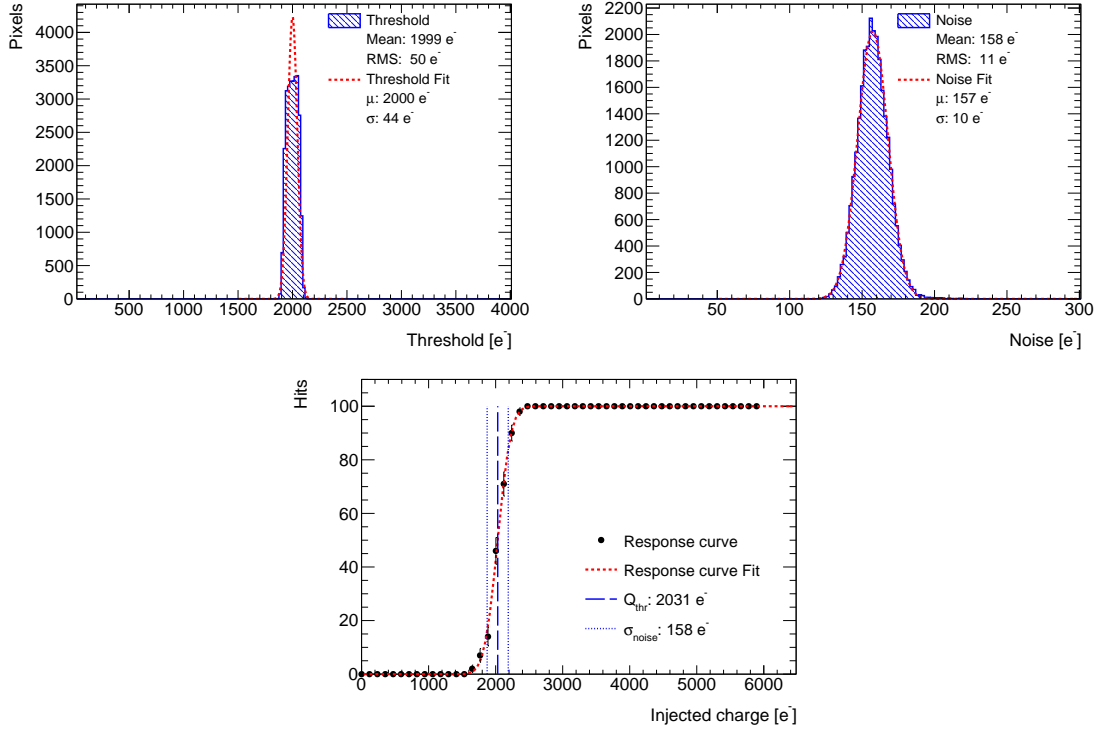 Pixels
4000
3500
3000
2500
2000
1500
1000
500
0
Threshold
Mean: 1999 e-
RMS: 50 e-
Threshold Fit
μ: 2000 e-
σ: 44 e-
500 1000 1500 2000 2500 3000 3500 4000
Threshold [e-]
Pixels
2200
2000
1800
1600
1400
1200
1000
800
600
400
200
0
Noise
Mean: 158 e-
RMS: 11 e-
Noise Fit
μ: 157 e-
σ: 10 e-
50 100 150 200 250 300
Noise [e-]
Hits
100
80
60
40
20
0
Response curve
Response curve Fit
Qthr: 2031 e-
σnoise: 158 e-
0 1000 2000 3000 4000 5000 6000
Injected charge [e-]